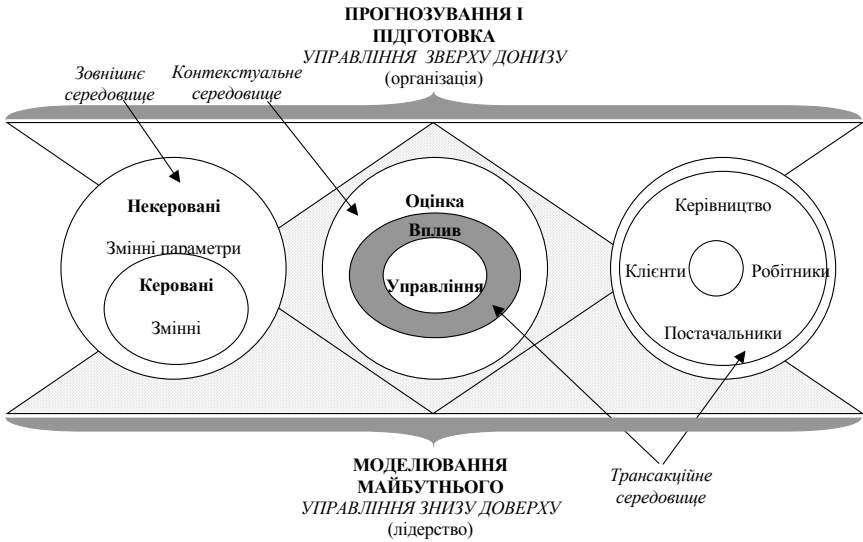 ПРОГНОЗУВАННЯ І
ПІДГОТОВКА
УПРАВЛІННЯ ЗВЕРХУ ДОНИЗУ
(організація)
Зовнішнє
середовище
Контекстуальне
середовище
Некеровані
Змінні параметри
Керовані
Змінні
Оцінка
Вплив
Управління
Керівництво
Клієнти
Робітники
Постачальники
МОДЕЛЮВАННЯ
МАЙБУТНЬОГО
УПРАВЛІННЯ ЗНИЗУ ДОВЕРХУ
(лідерство)
Трансакційне
середовище